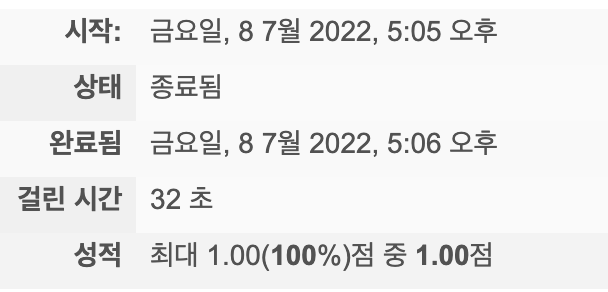 시작: 금요일, 8 7월 2022, 5:05 오후
상태 종료됨
완료됨 금요일, 8 7월 2022, 5:06 오후
걸린 시간 32 초
성적 최대 1.00(100%)점 중 1.00점